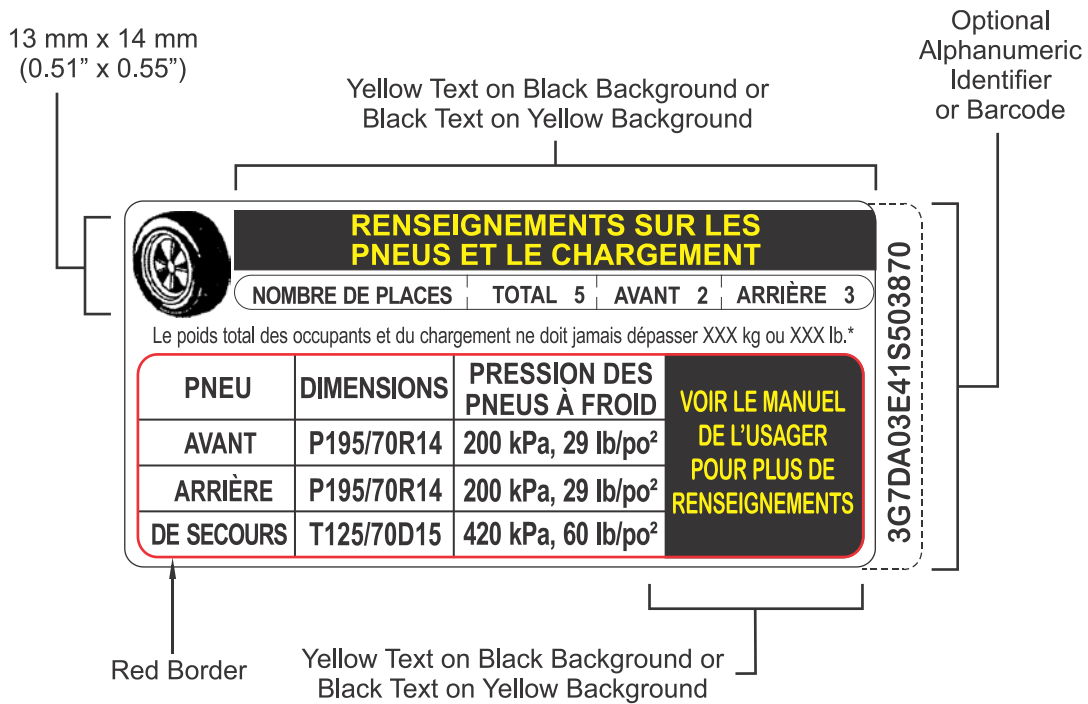 13 mm x 14 mm
(0.51” x 0.55”)
Yellow Text on Black Background or
Black Text on Yellow Background
Optional
Alphanumeric
Identifier
or Barcode
RENSEIGNEMENTS SUR LES
PNEUS ET LE CHARGEMENT
NOMBRE DE PLACES TOTAL 5 AVANT 2 ARRIÈRE 3
Le poids total des occupants et du chargement ne doit jamais dépasser XXX kg ou XXX lb.*
PNEU DIMENSIONS PRESSION DES
PNEUS À FROID
AVANT P195/70R14 200 kPa, 29 lb/po²
ARRIÈRE P195/70R14 200 kPa, 29 lb/po²
DE SECOURS T125/70D15 420 kPa, 60 lb/po²
VOIR LE MANUEL
DE L’USAGER
POUR PLUS DE
RENSEIGNEMENTS
3G7DA03E41S503870
Red Border
Yellow Text on Black Background or
Black Text on Yellow Background